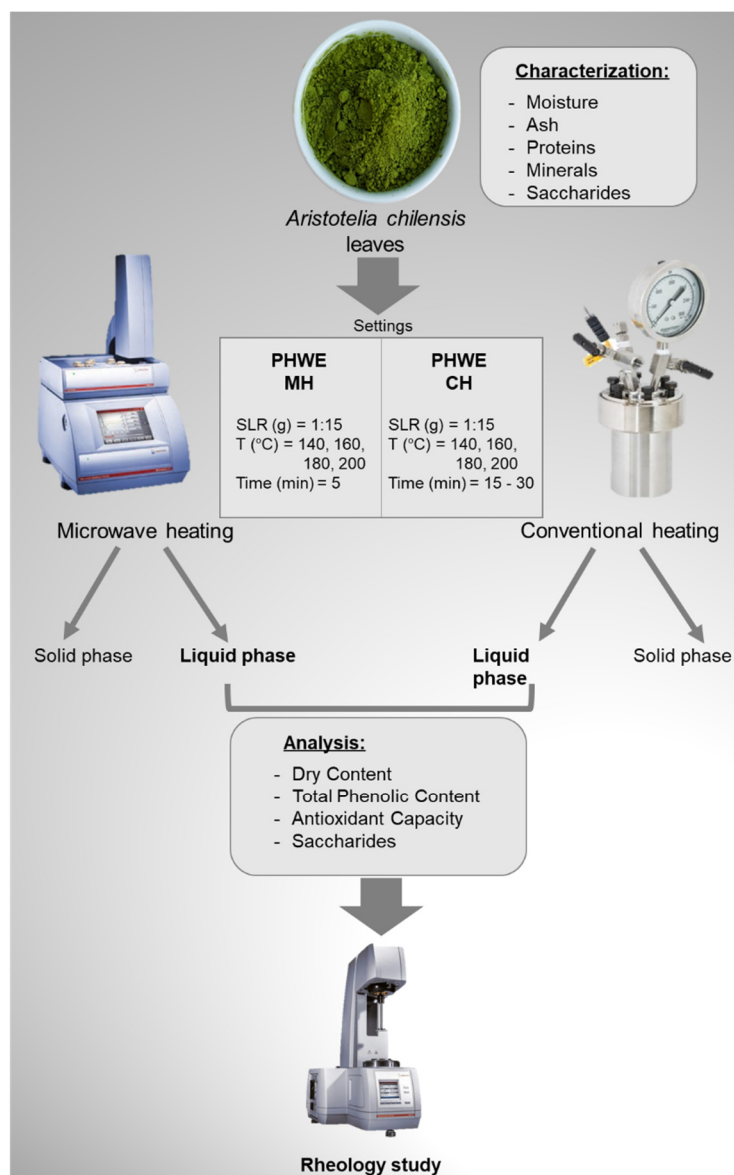 Characterization:
- Moisture
- Ash
- Proteins
- Minerals
- Saccharides
Aristotelia chilensis
leaves
Settings
PHWE
MH
SLR (g) = 1:15
T (°C) = 140, 160,
180, 200
Time (min) = 5
PHWE
CH
SLR (g) = 1:15
T (°C) = 140, 160,
180, 200
Time (min) = 15 - 30
Microwave heating
Conventional heating
Solid phase
Liquid phase
Liquid
phase
Solid phase
Analysis:
- Dry Content
- Total Phenolic Content
- Antioxidant Capacity
- Saccharides
Rheology study